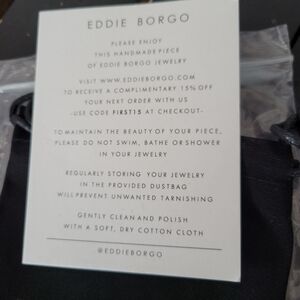 EDDIE BORGO
PLEASE ENJOY
THIS HANDMADE PIECE
OF EDDIE BORGO JEWELRY
VISIT WWW.EDDIEBORGO.COM
TO RECEIVE A COMPLIMENTARY 15% OFF
YOUR NEXT ORDER WITH US
-USE CODE FIRST15 AT CHECKOUT-
TO MAINTAIN THE BEAUTY OF YOUR PIECE,
PLEASE DO NOT SWIM, BATHE OR SHOWER
IN YOUR JEWELRY
REGULARLY STORING YOUR JEWELRY
IN THE PROVIDED DUSTBAG
WILL PREVENT UNWANTED TARNISHING
GENTLY CLEAN AND POLISH
WITH A SOFT, DRY COTTON CLOTH
@EDDIEBORGO